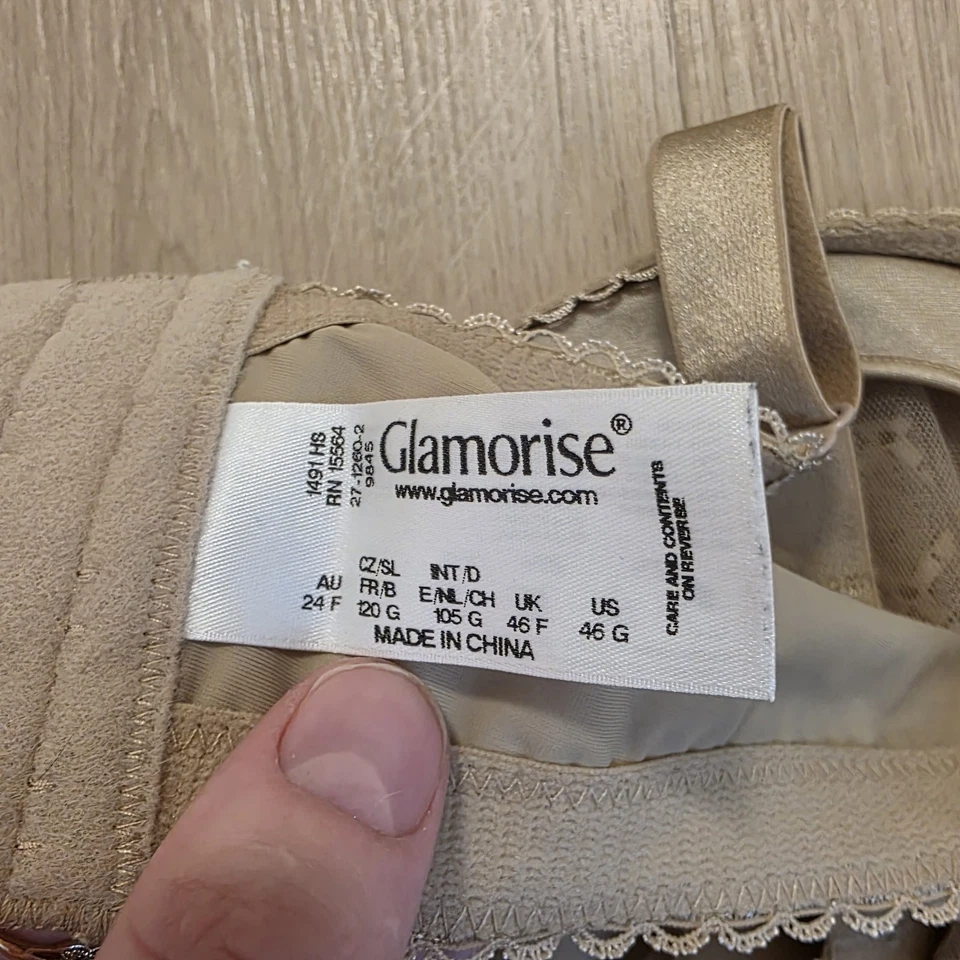 1491 HS
RN 15564
27-1260-2
9845
Glamorise®
www.glamorise.com
CARE AND CONTENTS
ON REVERSE
AU
24 F
CZ/SL
FR/B
120 G
INT/D
E/NL/CH
105 G
UK
46 F
US
46 G
MADE IN CHINA